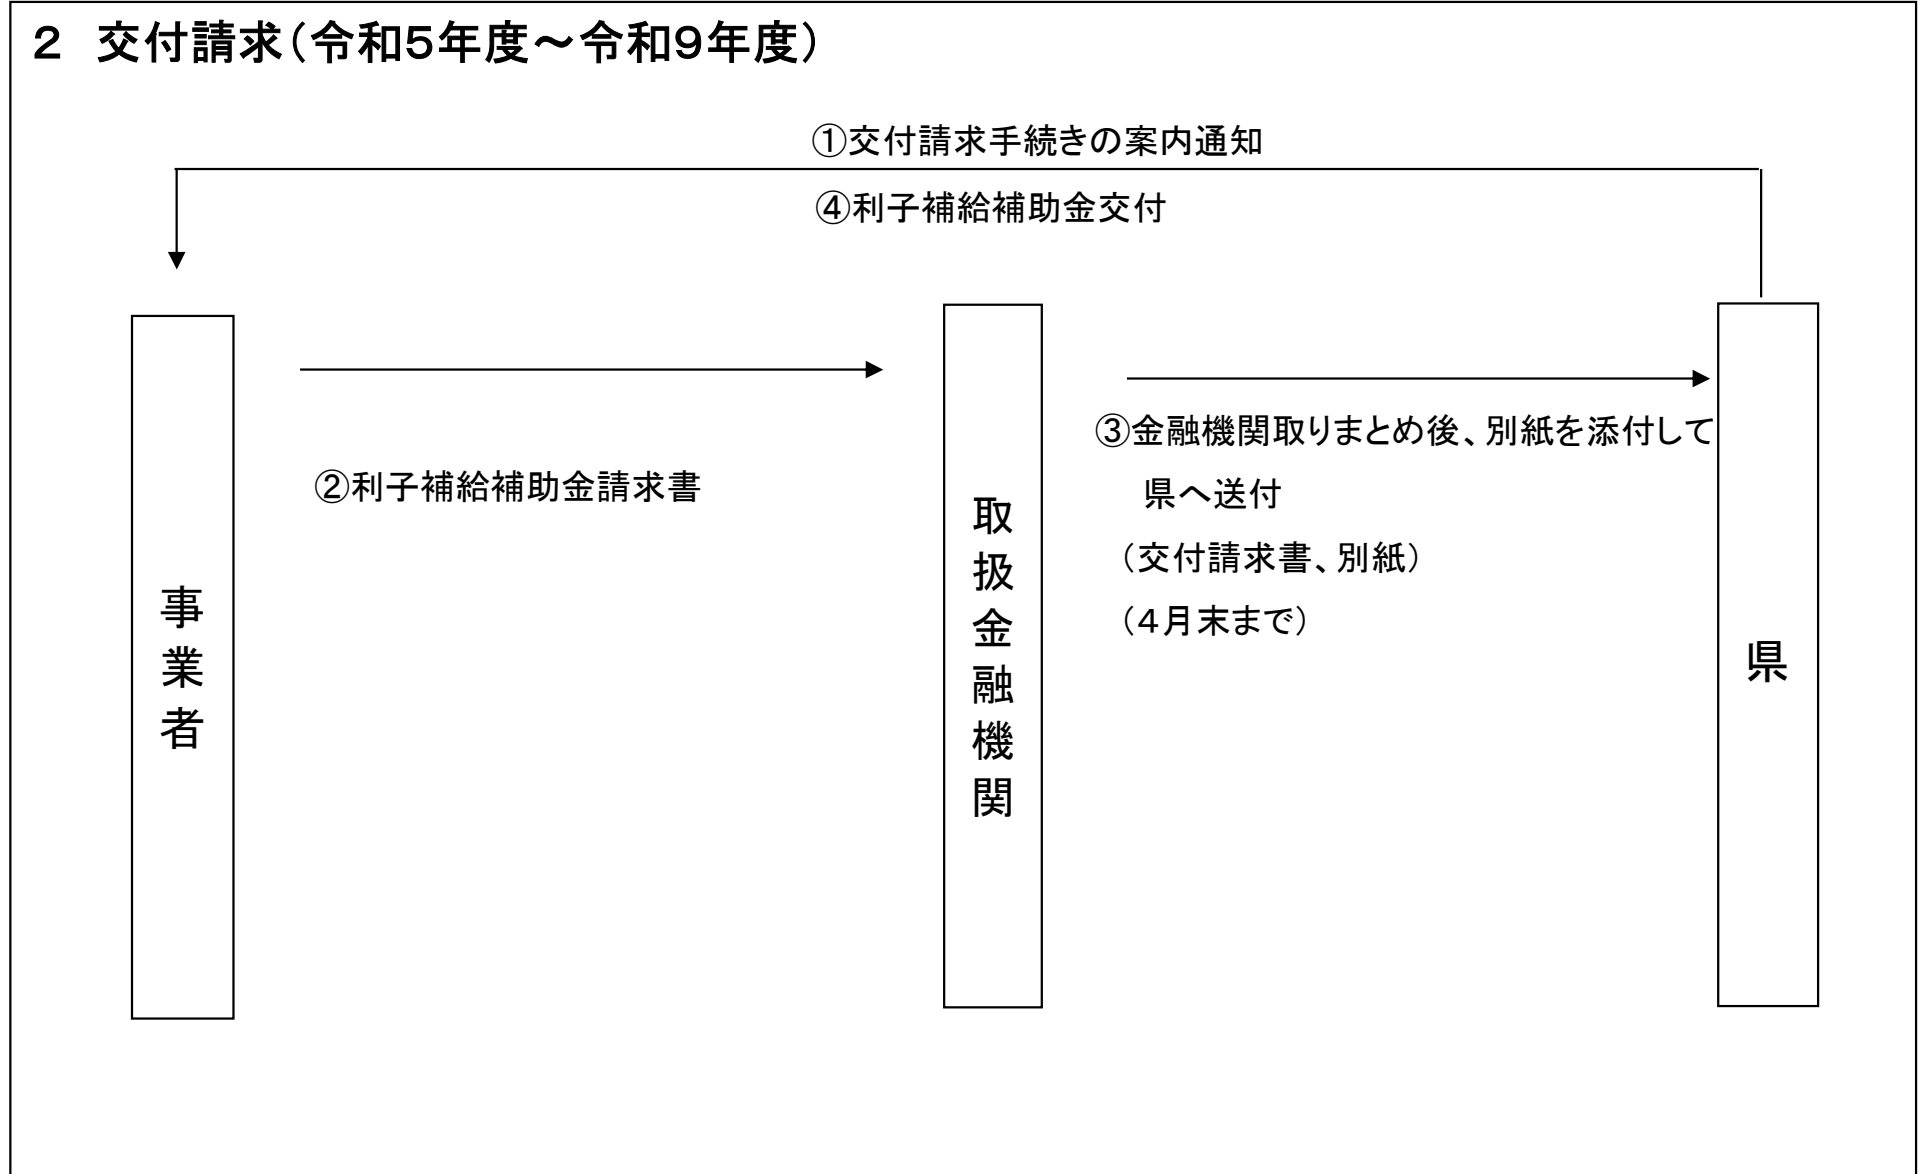 ２　交付請求（令和５年度～令和９年度）
①交付請求手続きの案内通知
④利子補給補助金交付
事業者
②利子補給補助金請求書
取扱金融機関
③金融機関取りまとめ後、別紙を添付して
県へ送付
（交付請求書、別紙）
（４月末まで）
県